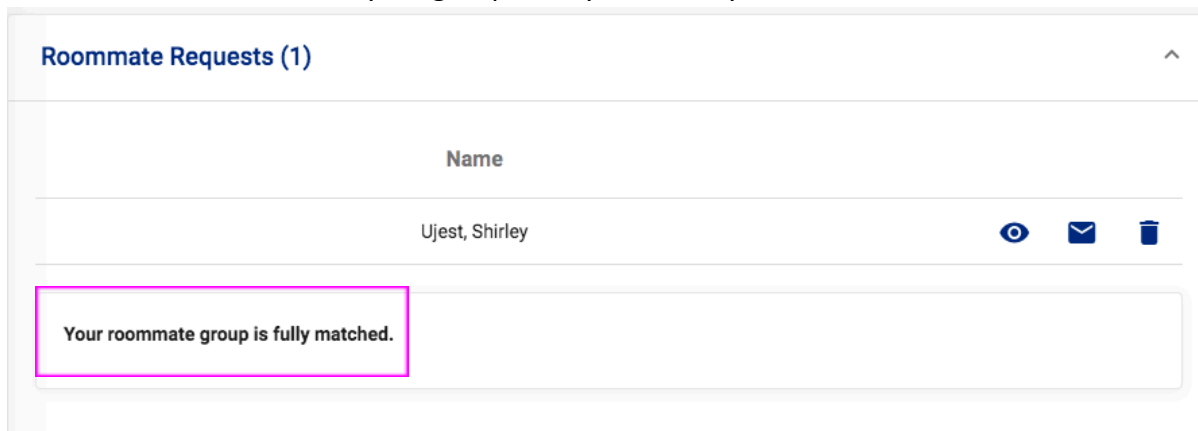 Roommate Requests (1)
Name
Ujest, Shirley
Your roommate group is fully matched.